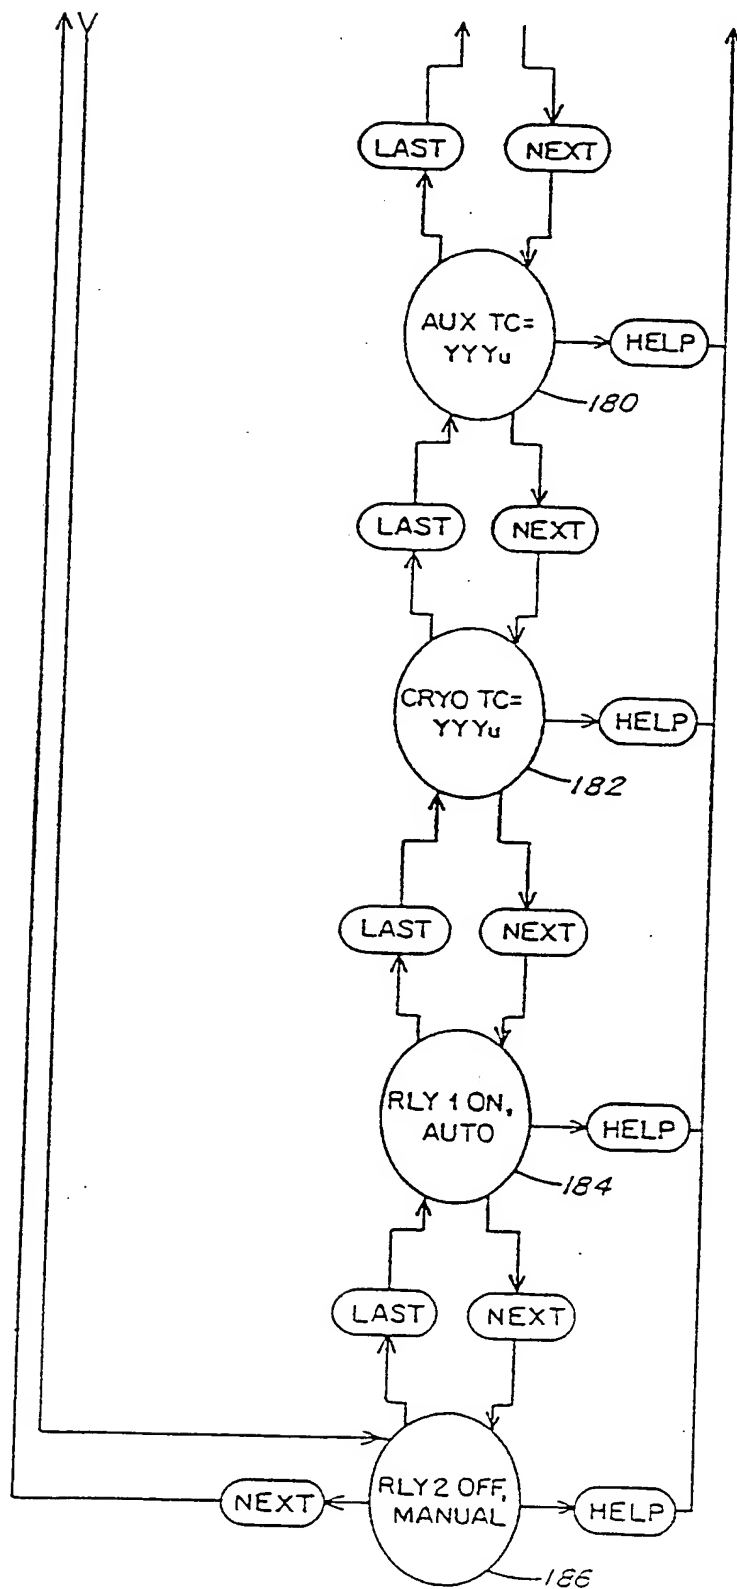 LAST
NEXT
AUX TC=
YYYu
HELP
180
LAST
NEXT
CRYO TC=
YYYu
HELP
182
LAST
NEXT
RLY 1 ON,
AUTO
HELP
184
LAST
NEXT
RLY 2 OFF,
MANUAL
NEXT
HELP
186